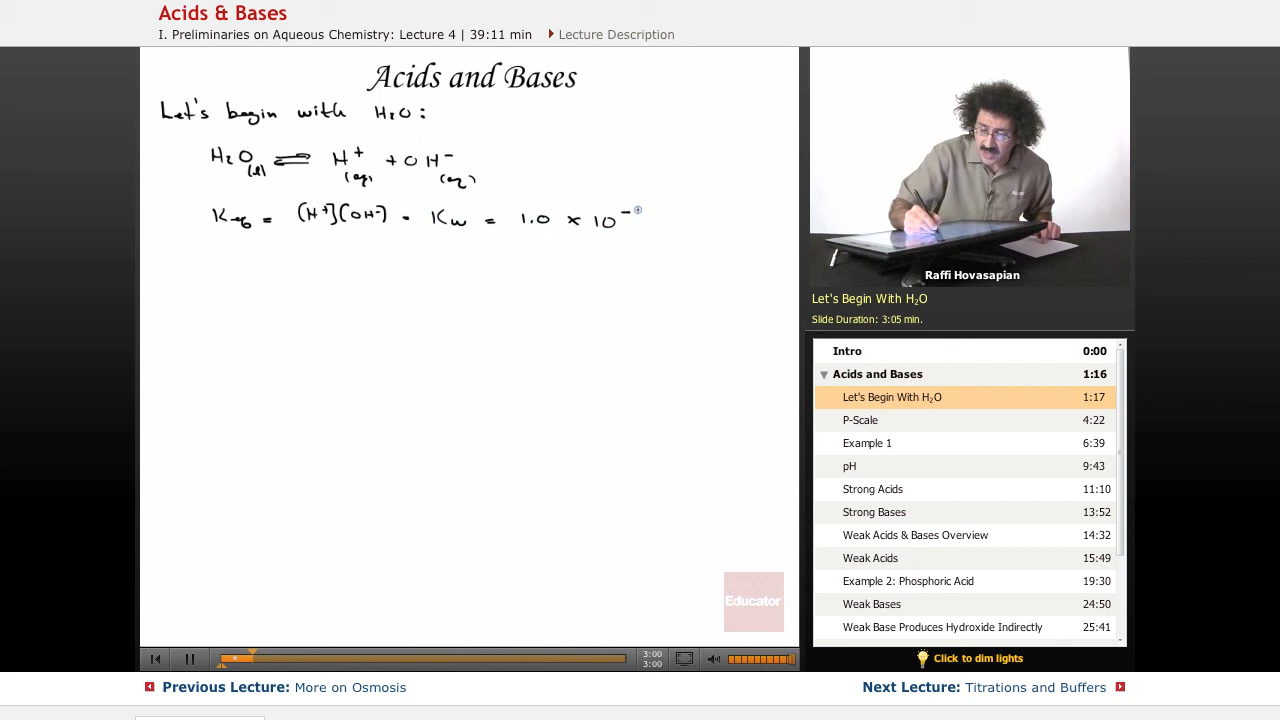 Acids & Bases
I. Preliminaries on Aqueous Chemistry: Lecture 4 | 39:11 min Lecture Description
Acids and Bases
Let's begin with H₂O:
H₂O(l) ⇌ H⁺(aq) + OH⁻(aq)
Keq = [H⁺][OH⁻] = Kw = 1.0 × 10⁻
Educator
Raffi Hovasapian
Let's Begin With H₂O
Slide Duration: 3:05 min.
Intro 0:00
Acids and Bases 1:16
Let's Begin With H₂O 1:17
P-Scale 4:22
Example 1 6:39
pH 9:43
Strong Acids 11:10
Strong Bases 13:52
Weak Acids & Bases Overview 14:32
Weak Acids 15:49
Example 2: Phosphoric Acid 19:30
Weak Bases 24:50
Weak Base Produces Hydroxide Indirectly 25:41
3:00
3:00
Click to dim lights
Previous Lecture: More on Osmosis
Next Lecture: Titrations and Buffers